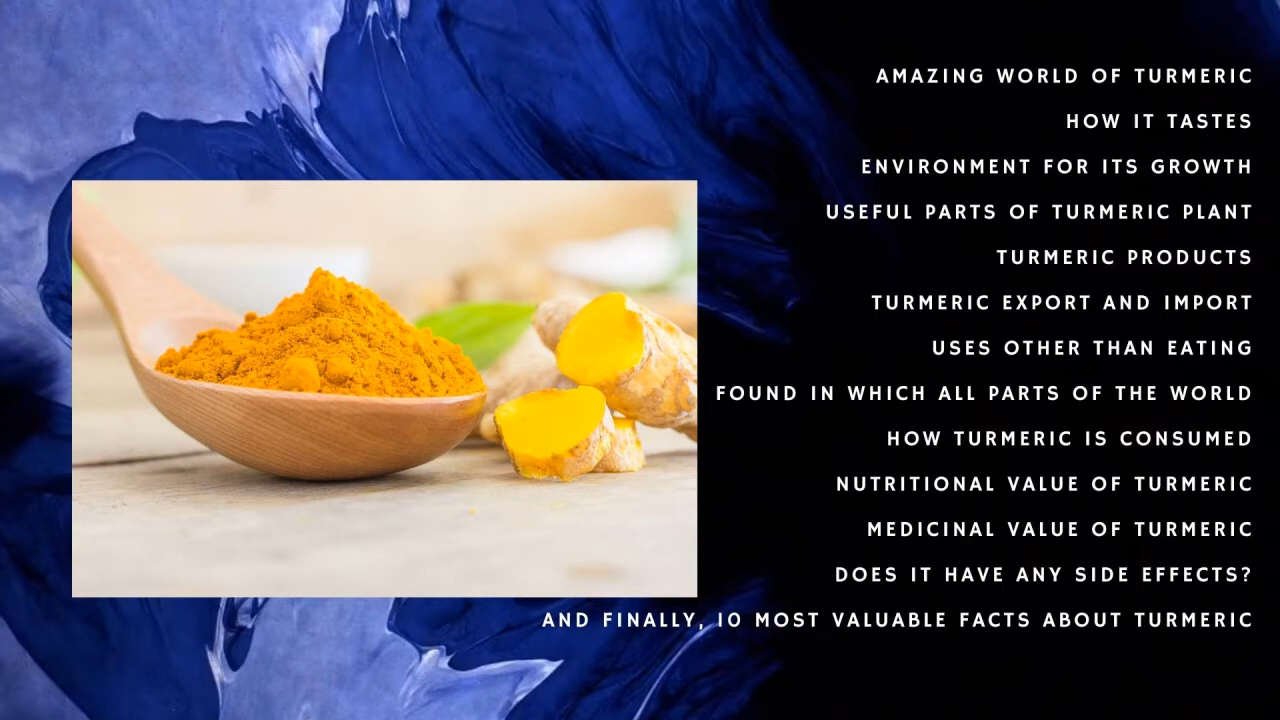 AMAZING WORLD OF TURMERIC
HOW IT TASTES
ENVIRONMENT FOR ITS GROWTH
USEFUL PARTS OF TURMERIC PLANT
TURMERIC PRODUCTS
TURMERIC EXPORT AND IMPORT
USES OTHER THAN EATING
FOUND IN WHICH ALL PARTS OF THE WORLD
HOW TURMERIC IS CONSUMED
NUTRITIONAL VALUE OF TURMERIC
MEDICINAL VALUE OF TURMERIC
DOES IT HAVE ANY SIDE EFFECTS?
AND FINALLY, 10 MOST VALUABLE FACTS ABOUT TURMERIC